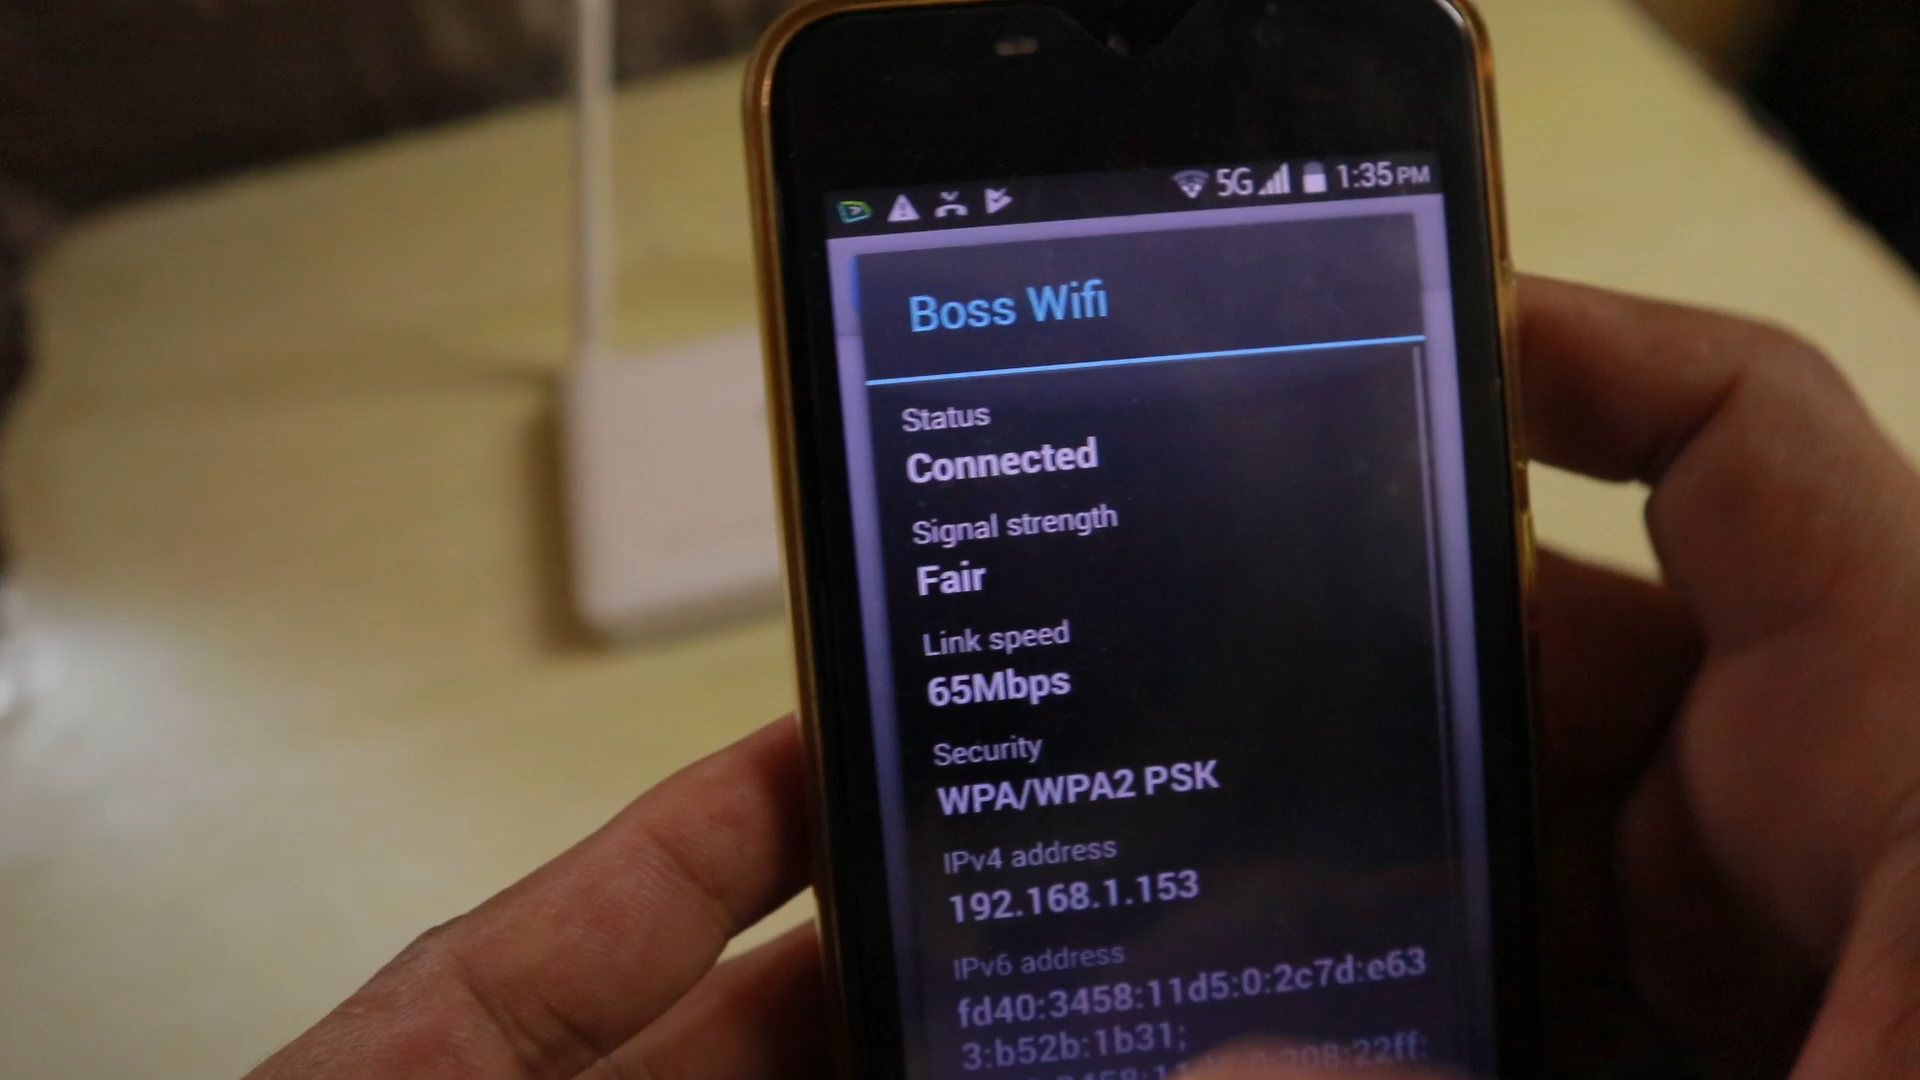 5G 1:35 PM
Boss Wifi
Status
Connected
Signal strength
Fair
Link speed
65Mbps
Security
WPA/WPA2 PSK
IPv4 address
192.168.1.153
IPv6 address
fd40:3458:11d5:0:2c7d:e63
3:b52b:1b31;